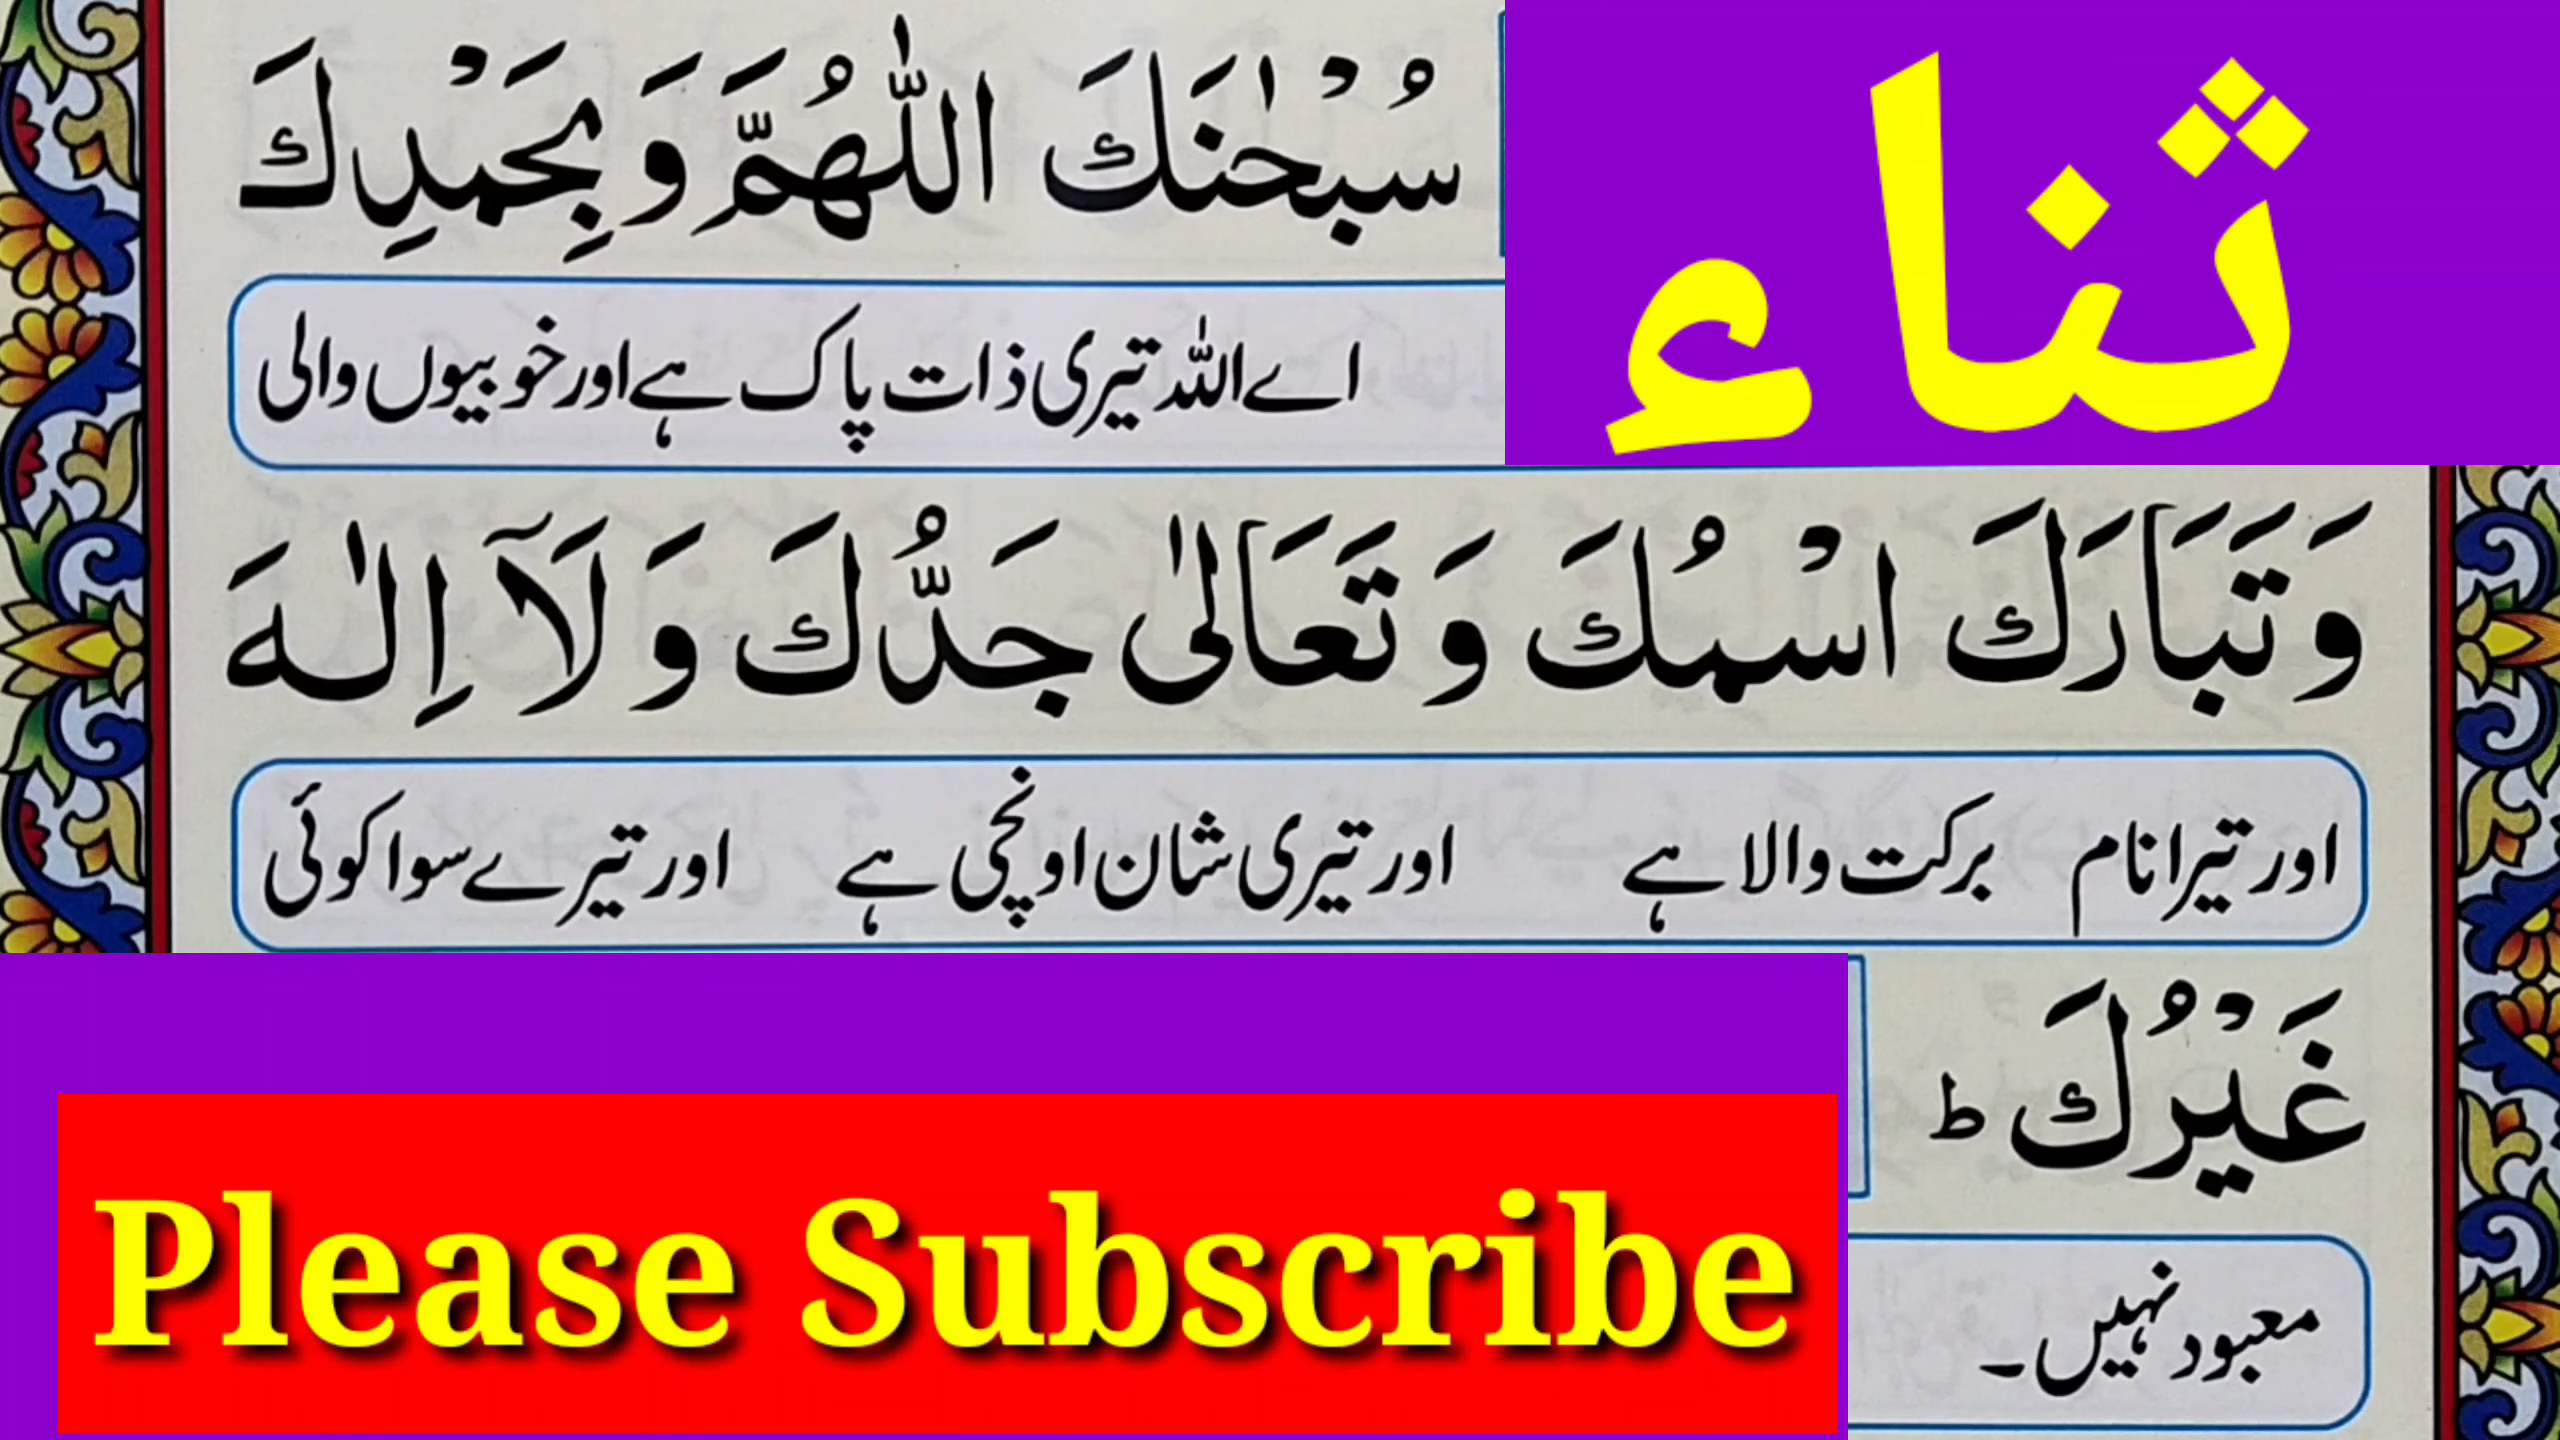 ثناء
سُبْحٰنَكَ اللّٰهُمَّ وَ بِحَمْدِكَ
اے اللہ تیری ذات پاک ہے اور خوبیوں والی
وَ تَبَارَكَ اسْمُكَ وَ تَعَالٰى جَدُّكَ وَ لَآ اِلٰهَ
اور تیرا نام برکت والا ہے اور تیری شان اونچی ہے اور تیرے سوا کوئی
غَيْرُكَ ط
معبود نہیں۔
Please Subscribe